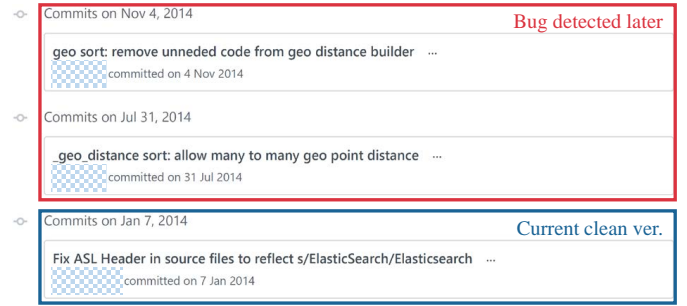 Commits on Nov 4, 2014
Bug detected later
geo sort: remove unneded code from geo distance builder ...
committed on 4 Nov 2014
Commits on Jul 31, 2014
_geo_distance sort: allow many to many geo point distance ...
committed on 31 Jul 2014
Commits on Jan 7, 2014
Current clean ver.
Fix ASL Header in source files to reflect s/ElasticSearch/Elasticsearch ...
committed on 7 Jan 2014